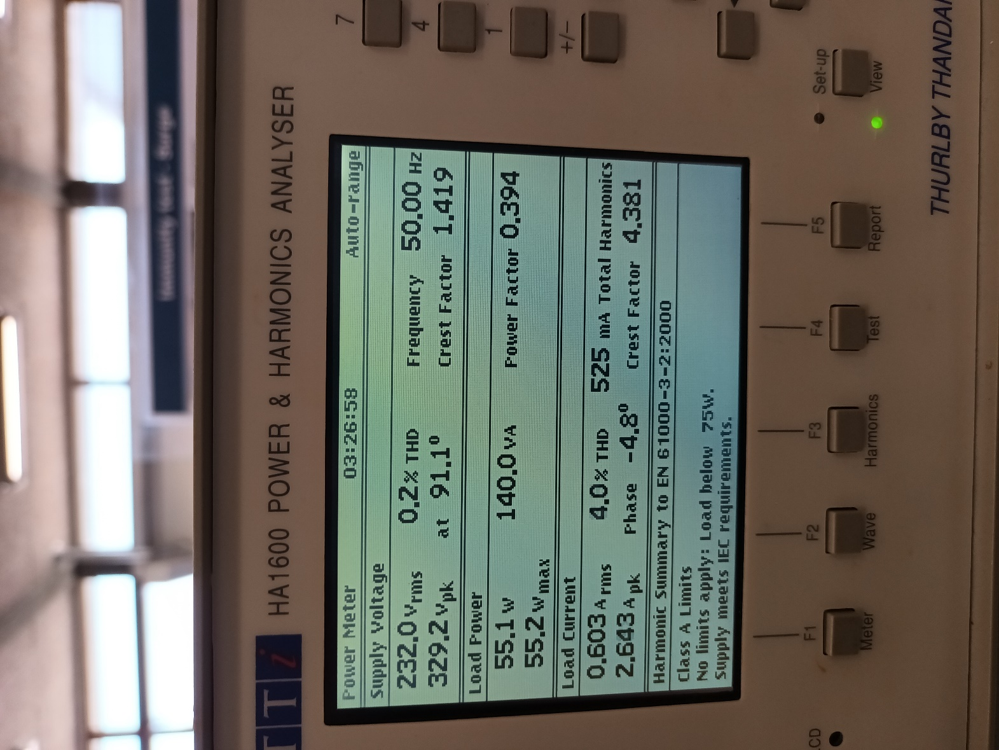 TTi HA1600 POWER & HARMONICS ANALYSER
Power Meter 03:26:58 Auto-range
Supply Voltage
232.0 Vrms 0.2% THD Frequency 50.00 Hz
329.2 Vpk at 91.1° Crest Factor 1.419
Load Power
55.1 W 140.0 VA Power Factor 0.394
55.2 Wmax
Load Current
0.603 Arms 4.0% THD 525 mA Total Harmonics
2.643 Apk Phase -4.8° Crest Factor 4.381
Harmonic Summary to EN 61000-3-2:2000
Class A Limits
No limits apply: Load below 75W.
Supply meets IEC requirements.
7
4
1
+/−
CD
F1 F2 F3 F4 F5 Set-up
Meter Wave Harmonics Test Report View
THURLBY THANDAR
Immunity test - Surge